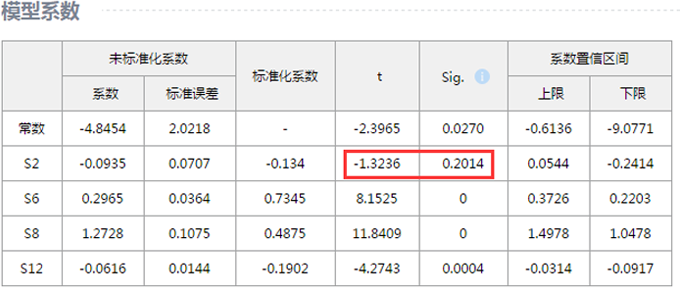 模型系数
未标准化系数 标准化系数 t Sig. 系数置信区间
系数 标准误差 上限 下限
常数 -4.8454 2.0218 - -2.3965 0.0270 -0.6136 -9.0771
S2 -0.0935 0.0707 -0.134 -1.3236 0.2014 0.0544 -0.2414
S6 0.2965 0.0364 0.7345 8.1525 0 0.3726 0.2203
S8 1.2728 0.1075 0.4875 11.8409 0 1.4978 1.0478
S12 -0.0616 0.0144 -0.1902 -4.2743 0.0004 -0.0314 -0.0917